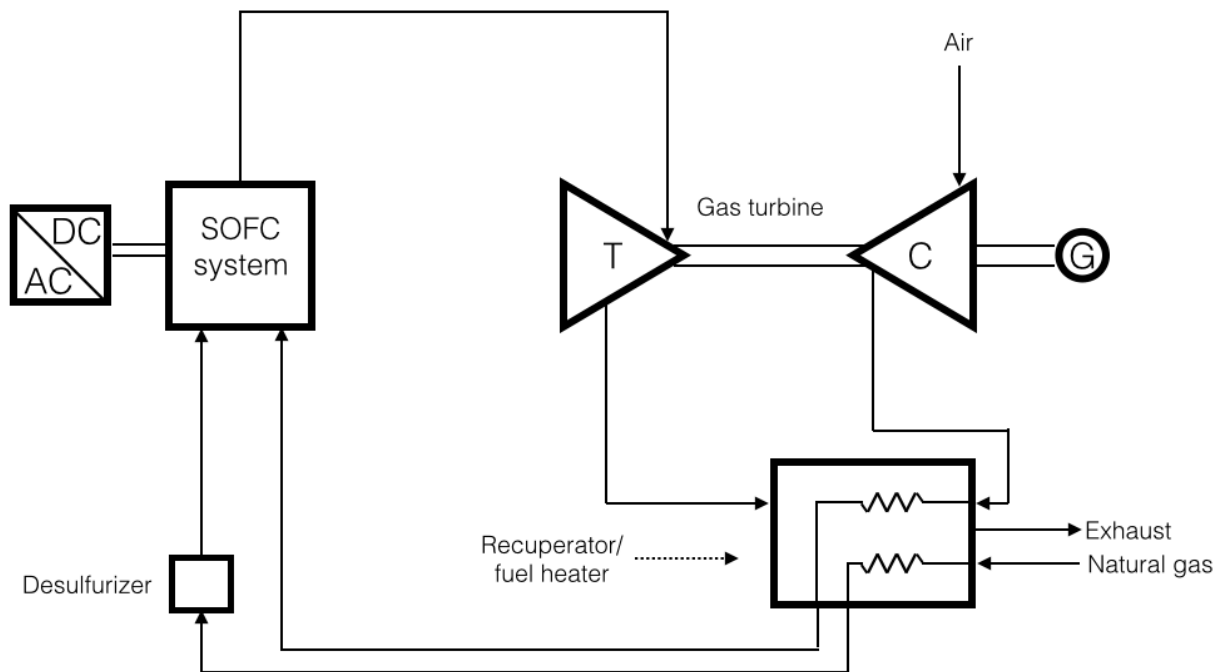 Air
Gas turbine
DC
AC
SOFC
system
T
C
G
Recuperator/
fuel heater
Exhaust
Natural gas
Desulfurizer